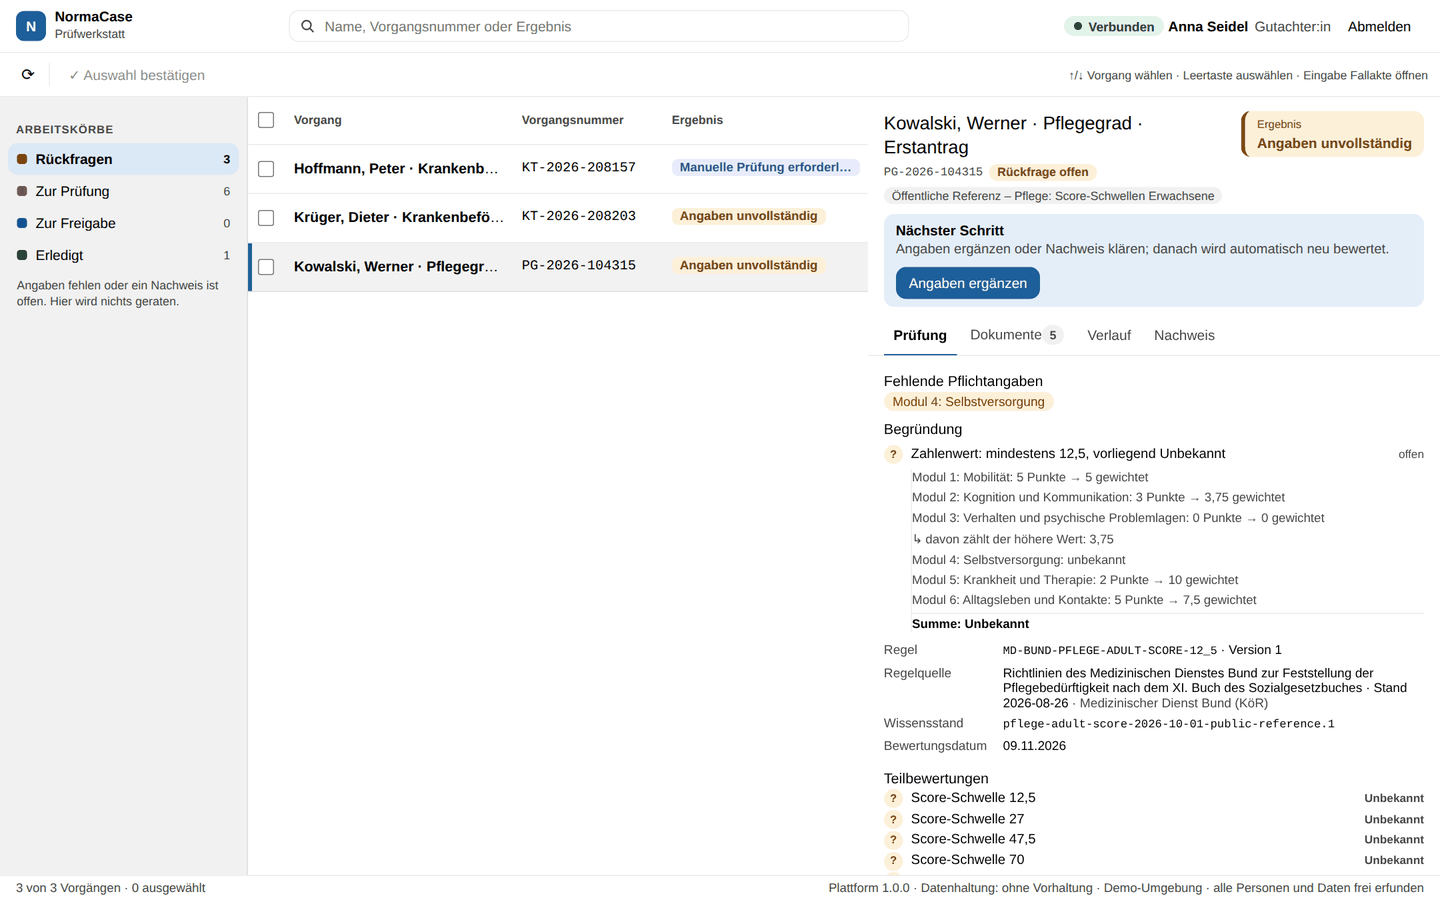 N
NormaCase
Prüfwerkstatt
Name, Vorgangsnummer oder Ergebnis
Verbunden
Anna Seidel Gutachter:in
Abmelden
⟳
✓ Auswahl bestätigen
↑/↓ Vorgang wählen · Leertaste auswählen · Eingabe Fallakte öffnen
ARBEITSKÖRBE
Rückfragen 3
Zur Prüfung 6
Zur Freigabe 0
Erledigt 1
Angaben fehlen oder ein Nachweis ist
offen. Hier wird nichts geraten.
Vorgang Vorgangsnummer Ergebnis
Hoffmann, Peter · Krankenb… KT-2026-208157 Manuelle Prüfung erforderl…
Krüger, Dieter · Krankenbefö… KT-2026-208203 Angaben unvollständig
Kowalski, Werner · Pflegegr… PG-2026-104315 Angaben unvollständig
Kowalski, Werner · Pflegegrad ·
Erstantrag
Ergebnis
Angaben unvollständig
PG-2026-104315 Rückfrage offen
Öffentliche Referenz – Pflege: Score-Schwellen Erwachsene
Nächster Schritt
Angaben ergänzen oder Nachweis klären; danach wird automatisch neu bewertet.
Angaben ergänzen
Prüfung Dokumente 5 Verlauf Nachweis
Fehlende Pflichtangaben
Modul 4: Selbstversorgung
Begründung
? Zahlenwert: mindestens 12,5, vorliegend Unbekannt offen
Modul 1: Mobilität: 5 Punkte → 5 gewichtet
Modul 2: Kognition und Kommunikation: 3 Punkte → 3,75 gewichtet
Modul 3: Verhalten und psychische Problemlagen: 0 Punkte → 0 gewichtet
↳ davon zählt der höhere Wert: 3,75
Modul 4: Selbstversorgung: unbekannt
Modul 5: Krankheit und Therapie: 2 Punkte → 10 gewichtet
Modul 6: Alltagsleben und Kontakte: 5 Punkte → 7,5 gewichtet
Summe: Unbekannt
Regel MD-BUND-PFLEGE-ADULT-SCORE-12_5 · Version 1
Regelquelle Richtlinien des Medizinischen Dienstes Bund zur Feststellung der
Pflegebedürftigkeit nach dem XI. Buch des Sozialgesetzbuches · Stand
2026-08-26 · Medizinischer Dienst Bund (KöR)
Wissensstand pflege-adult-score-2026-10-01-public-reference.1
Bewertungsdatum 09.11.2026
Teilbewertungen
? Score-Schwelle 12,5 Unbekannt
? Score-Schwelle 27 Unbekannt
? Score-Schwelle 47,5 Unbekannt
? Score-Schwelle 70 Unbekannt
3 von 3 Vorgängen · 0 ausgewählt
Plattform 1.0.0 · Datenhaltung: ohne Vorhaltung · Demo-Umgebung · alle Personen und Daten frei erfunden